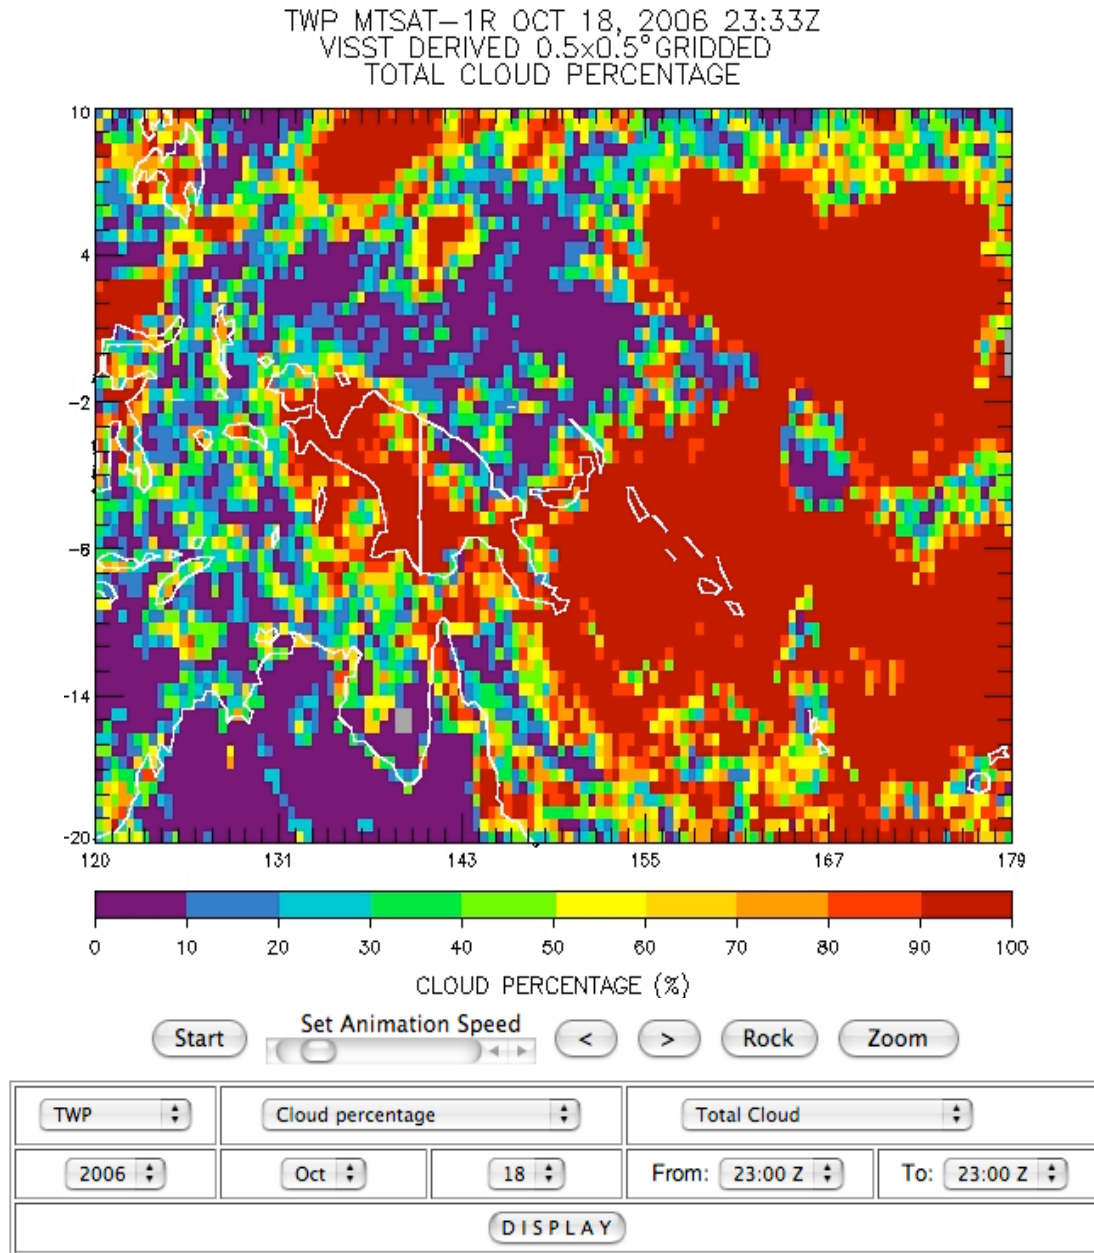 TWP MTSAT-1R OCT 18, 2006 23:33Z
VISST DERIVED 0.5x0.5° GRIDDED
TOTAL CLOUD PERCENTAGE
10
4
-2
-6
-14
-20
120 131 143 155 167 179
0 10 20 30 40 50 60 70 80 90 100
CLOUD PERCENTAGE (%)
Start Set Animation Speed < > Rock Zoom
TWP Cloud percentage Total Cloud
2006 Oct 18 From: 23:00 Z To: 23:00 Z
DISPLAY